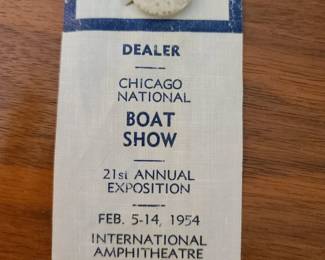 DEALER
CHICAGO
NATIONAL
BOAT
SHOW
21st ANNUAL
EXPOSITION
FEB. 5-14, 1954
INTERNATIONAL
AMPHITHEATRE